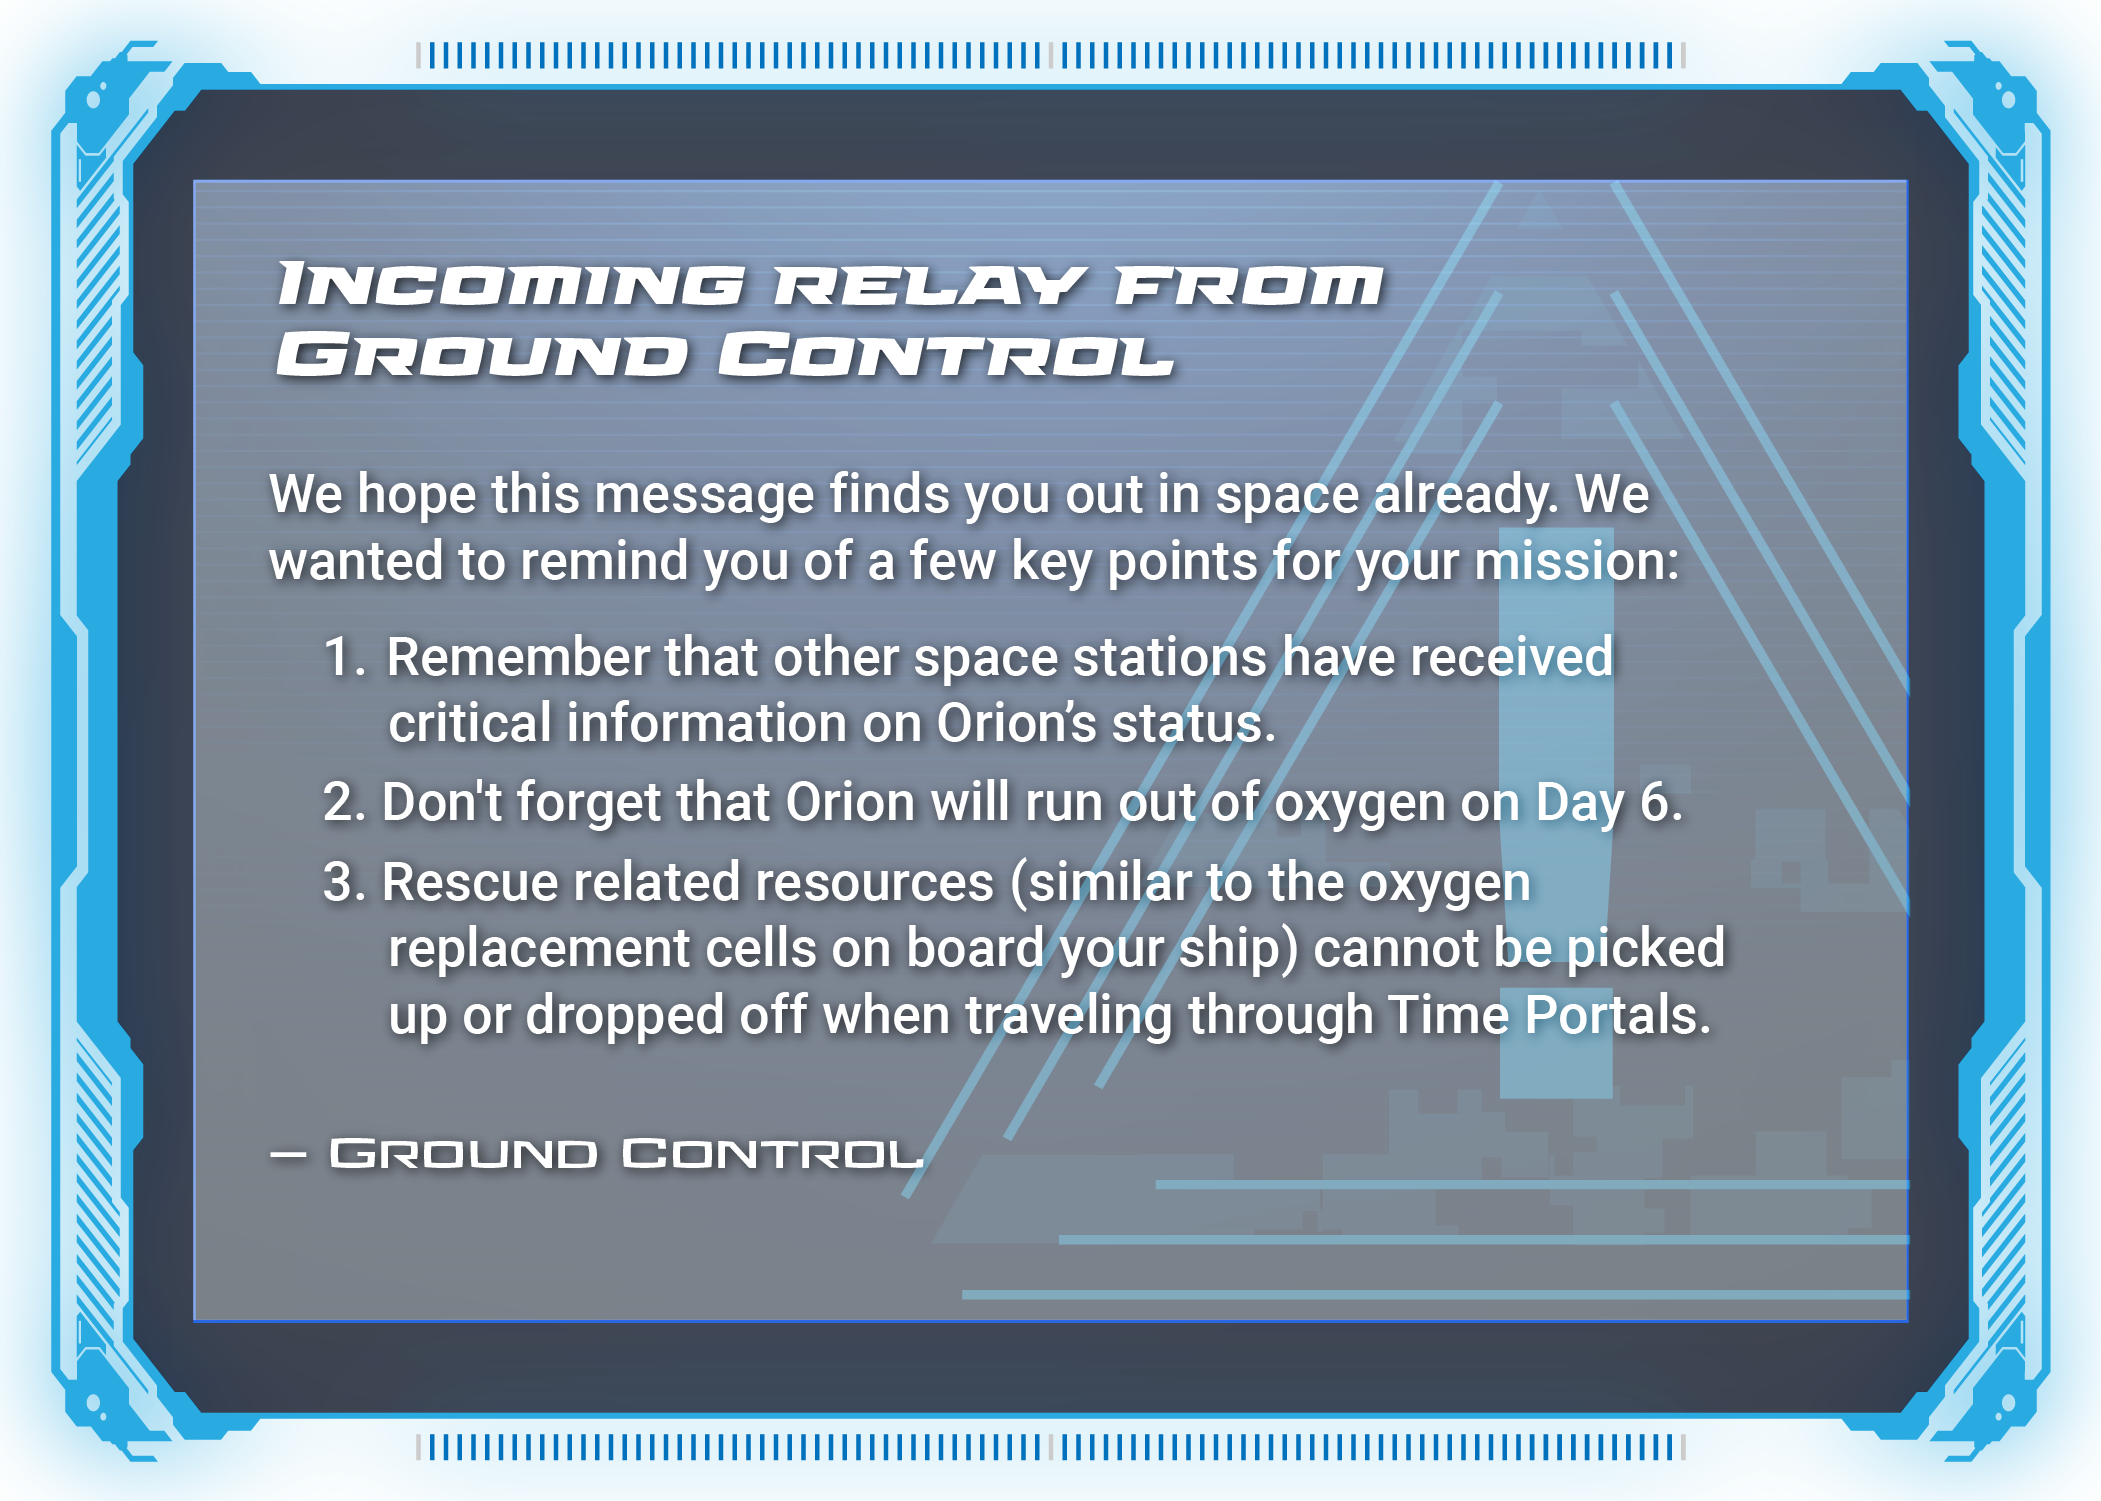 Incoming relay from
Ground Control
We hope this message finds you out in space already. We
wanted to remind you of a few key points for your mission:
1. Remember that other space stations have received
critical information on Orion’s status.
2. Don't forget that Orion will run out of oxygen on Day 6.
3. Rescue related resources (similar to the oxygen
replacement cells on board your ship) cannot be picked
up or dropped off when traveling through Time Portals.
– Ground Control